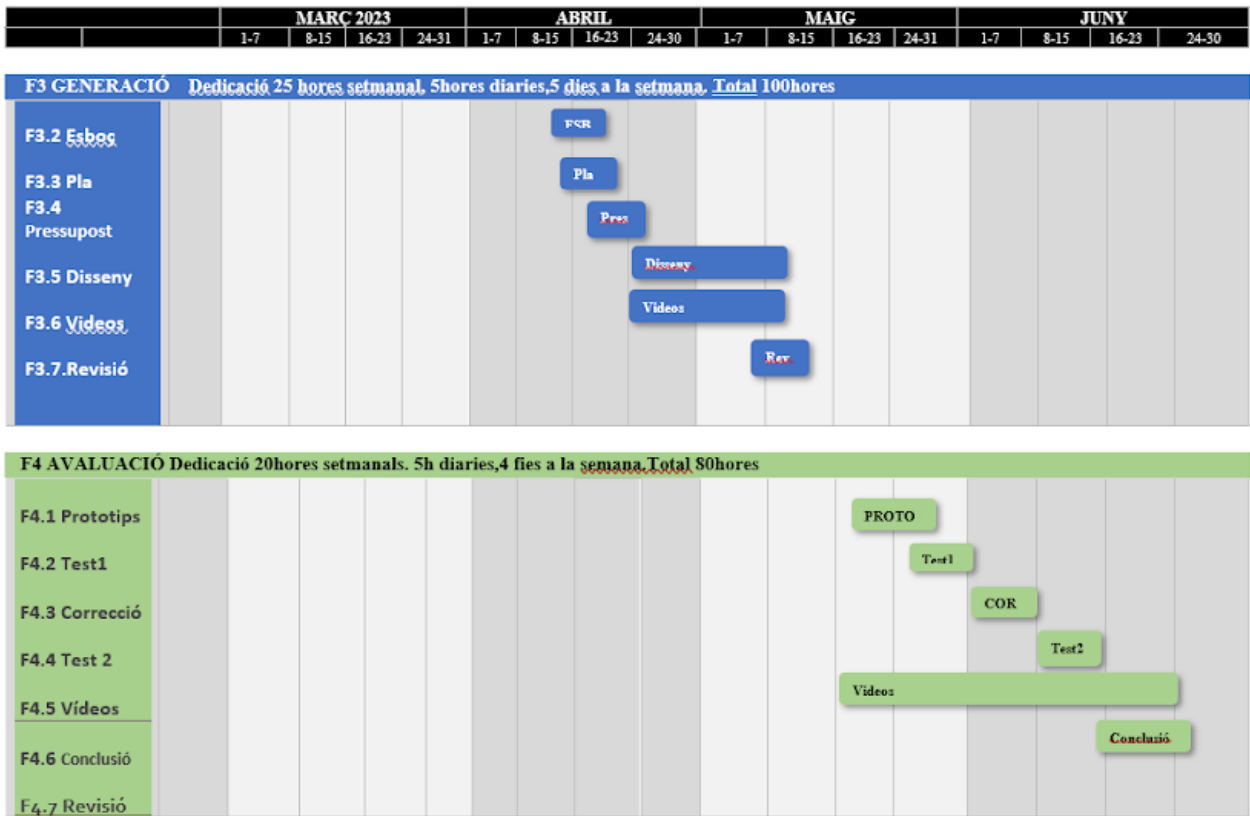 MARÇ 2023 ABRIL MAIG JUNY
1-7 8-15 16-23 24-31 1-7 8-15 16-23 24-30 1-7 8-15 16-23 24-31 1-7 8-15 16-23 24-30
F3 GENERACIÓ Dedicació 25 hores setmanal, 5hores diaries,5 dies a la setmana. Total 100hores
F3.2 Esboç
ESB
F3.3 Pla
Pla
F3.4
Pressupost
Pres
F3.5 Disseny
Disseny
F3.6 Videos
Videos
F3.7.Revisió
Rev.
F4 AVALUACIÓ Dedicació 20hores setmanals. 5h diaries,4 fies a la semana.Total 80hores
F4.1 Prototips
PROTO
F4.2 Test1
Test1
F4.3 Correcció
COR
F4.4 Test 2
Test2
F4.5 Vídeos
Videos
F4.6 Conclusió
Conclusió
F4.7 Revisió